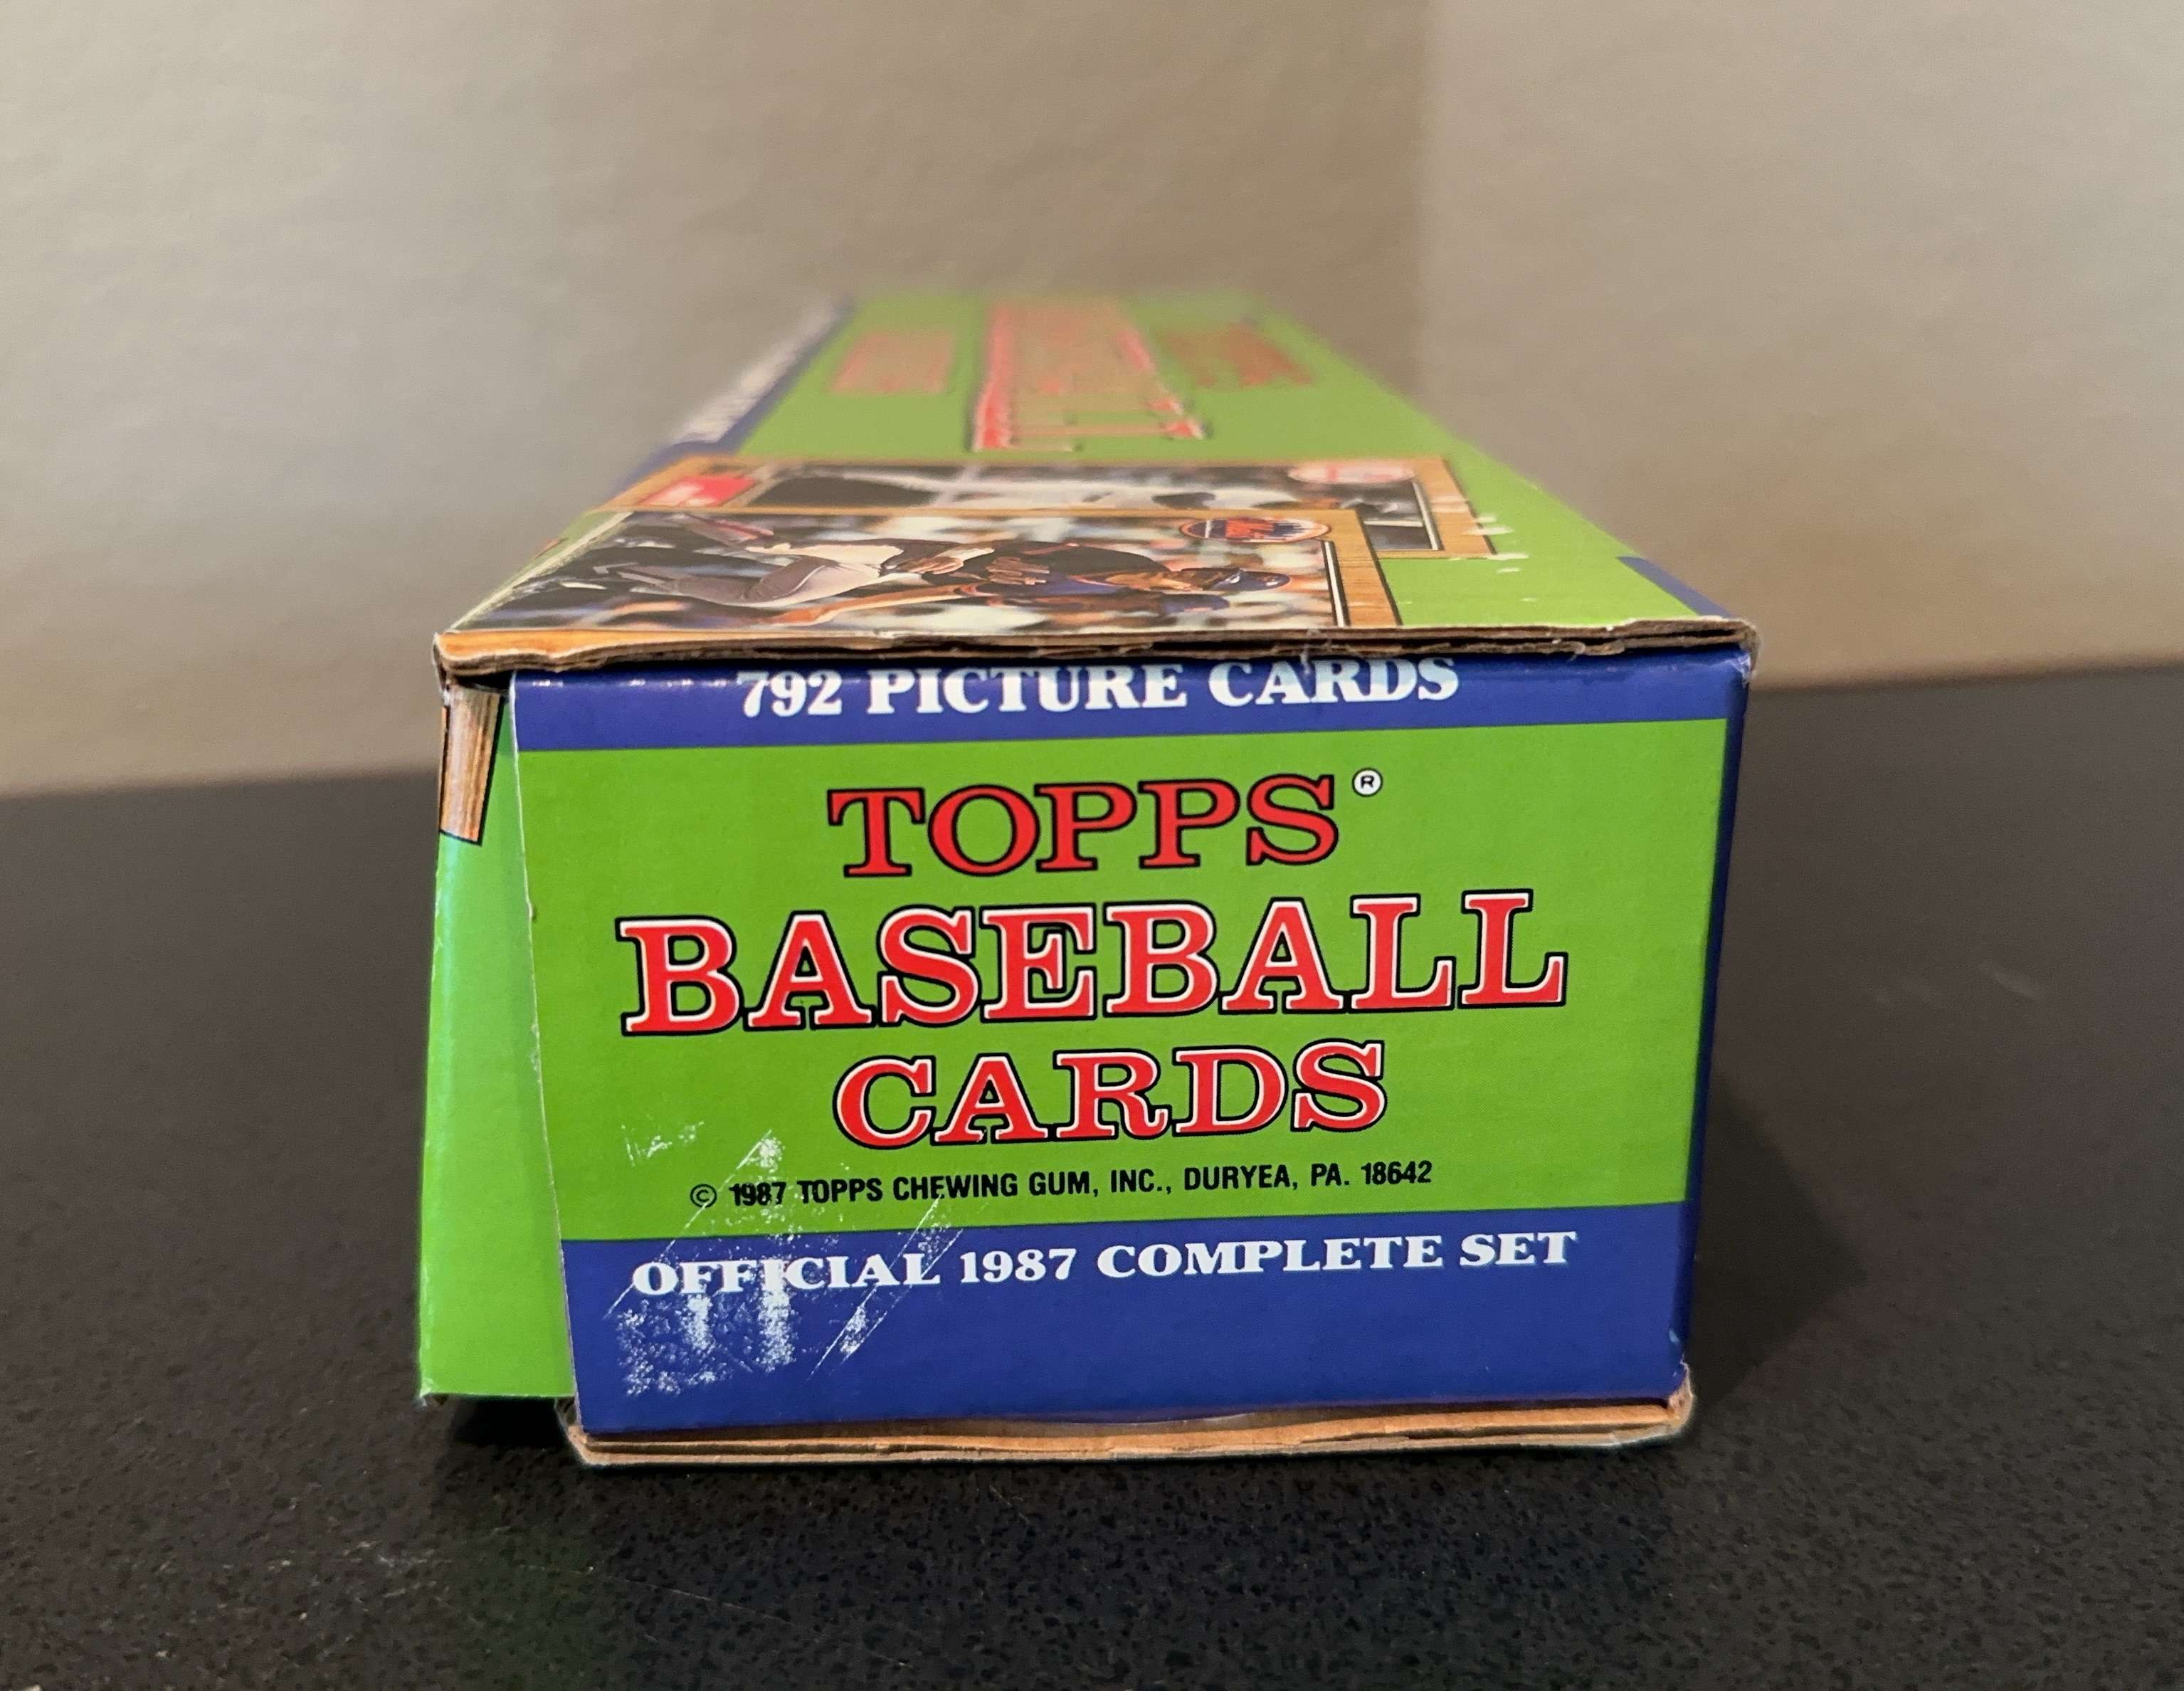 792 PICTURE CARDS
TOPPS®
BASEBALL
CARDS
© 1987 TOPPS CHEWING GUM, INC., DURYEA, PA. 18642
OFFICIAL 1987 COMPLETE SET